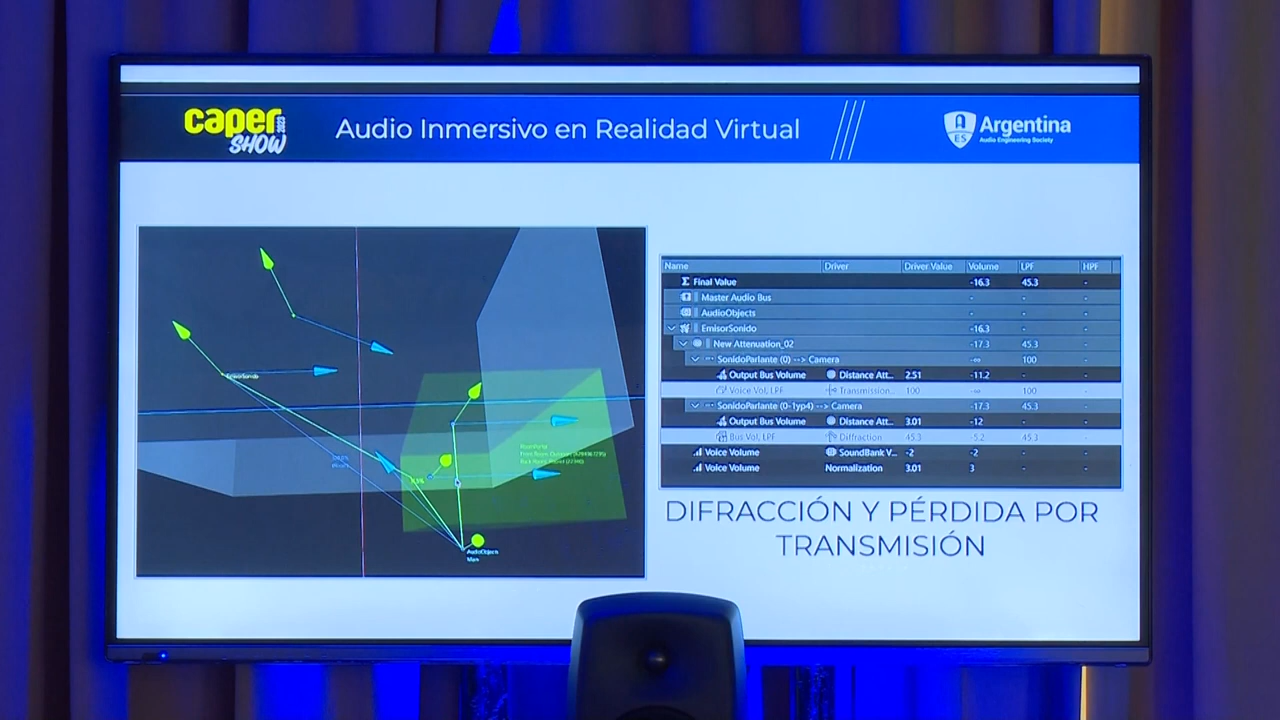 caper
SHOW
2023
Audio Inmersivo en Realidad Virtual
AES
Argentina
Audio Engineering Society
EmisorSonido
AudioObjects
Main
Name Driver Driver Value Volume LPF HPF
Final Value -16.3 45.3 -
Master Audio Bus - - -
AudioObjects - - -
EmisorSonido -16.3 - -
New Attenuation_02 -17.3 45.3 -
SonidoParlante (0) --> Camera -∞ 100 -
Output Bus Volume Distance Att... 2.51 -11.2 - -
Voice Vol, LPF Transmission... 100 -∞ 100 -
SonidoParlante (0-1yp4) --> Camera -17.3 45.3 -
Output Bus Volume Distance Att... 3.01 -12 - -
Bus Vol, LPF Diffraction 45.3 -5.2 45.3 -
Voice Volume SoundBank V... -2 -2 - -
Voice Volume Normalization 3.01 3 - -
DIFRACCIÓN Y PÉRDIDA POR
TRANSMISIÓN